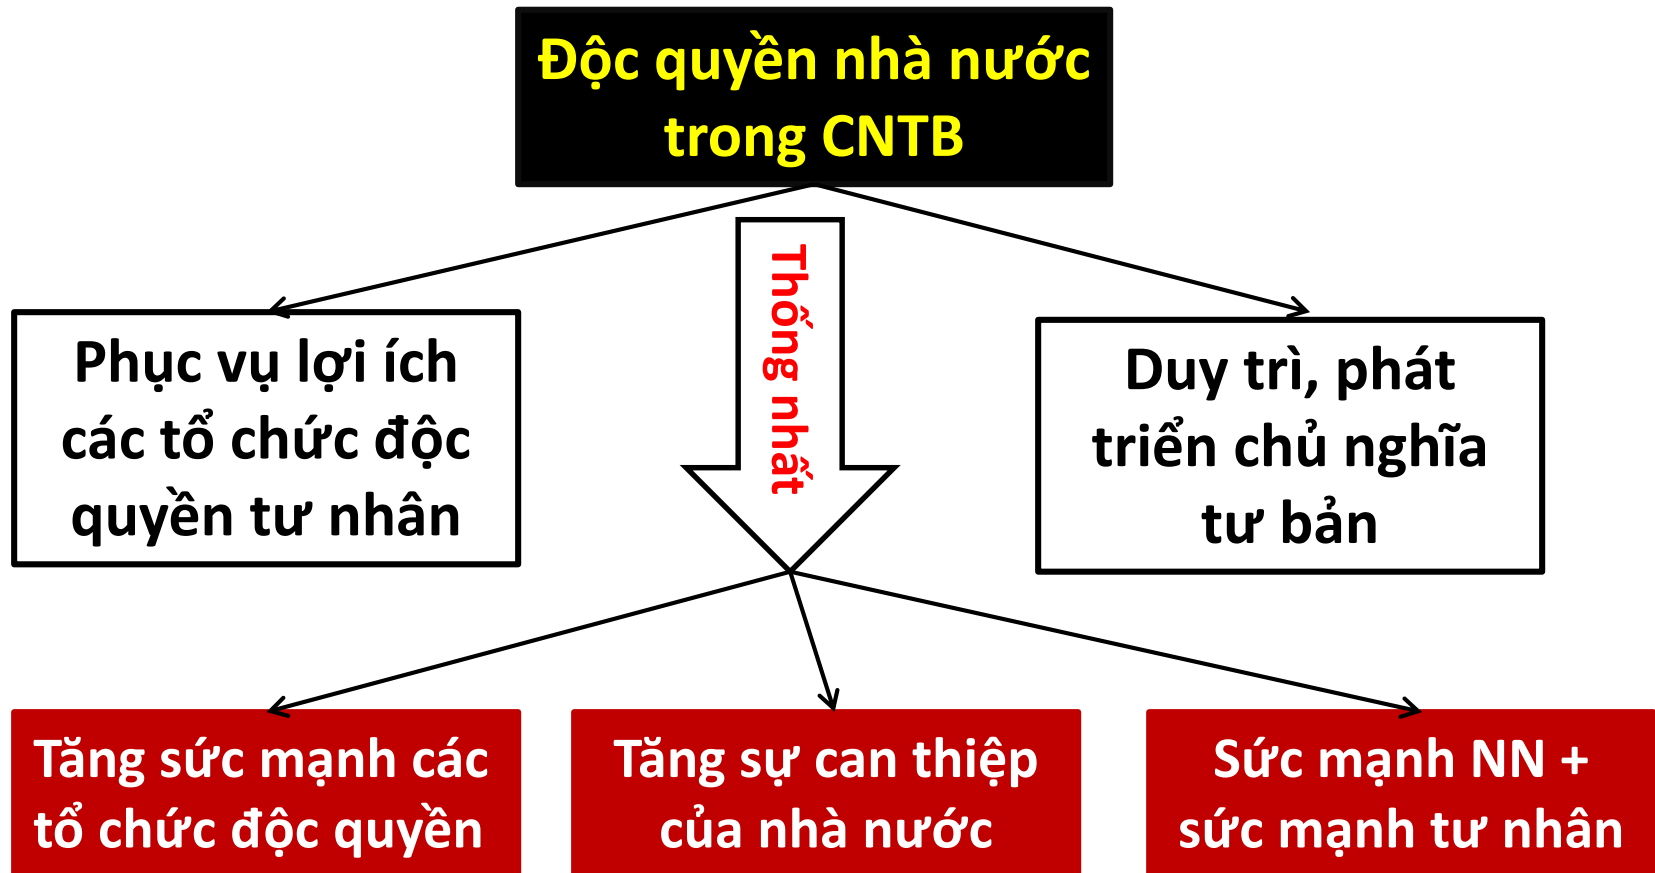 Độc quyền nhà nước
trong CNTB
Phục vụ lợi ích
các tổ chức độc
quyền tư nhân
Thống nhất
Duy trì, phát
triển chủ nghĩa
tư bản
Tăng sức mạnh các
tổ chức độc quyền
Tăng sự can thiệp
của nhà nước
Sức mạnh NN +
sức mạnh tư nhân